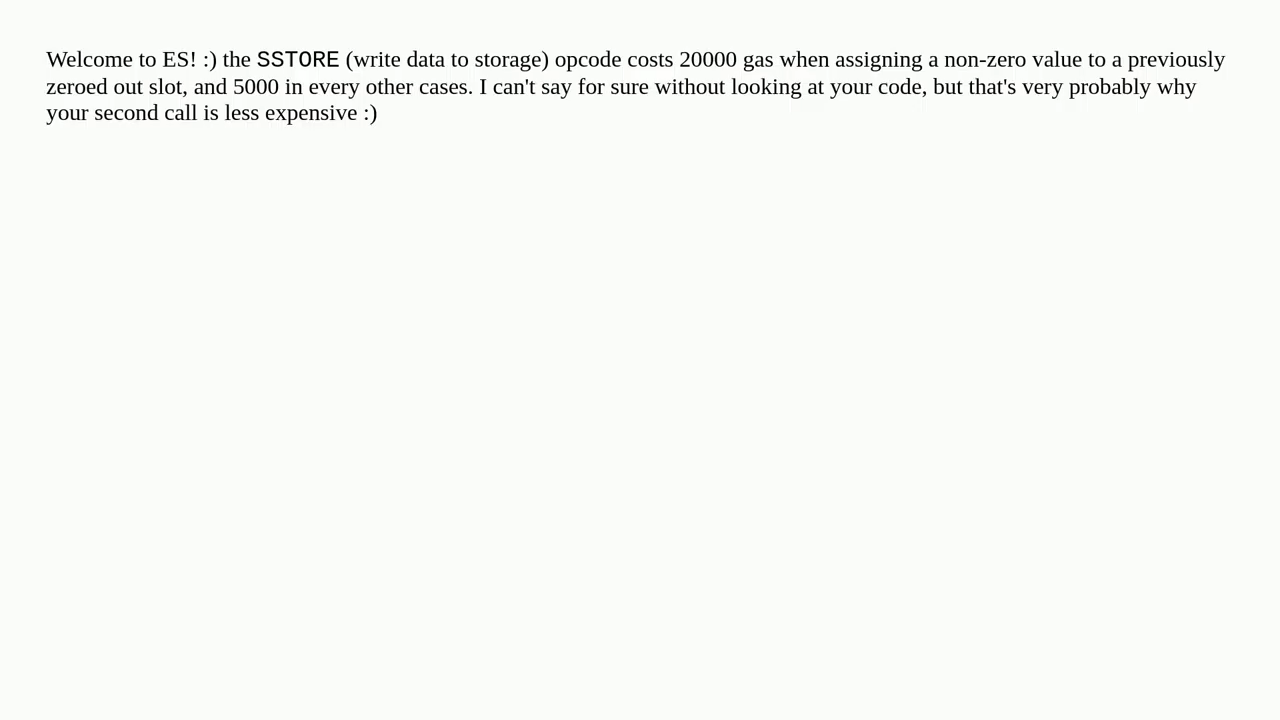 Welcome to ES! :) the SSTORE (write data to storage) opcode costs 20000 gas when assigning a non-zero value to a previously
zeroed out slot, and 5000 in every other cases. I can't say for sure without looking at your code, but that's very probably why
your second call is less expensive :)